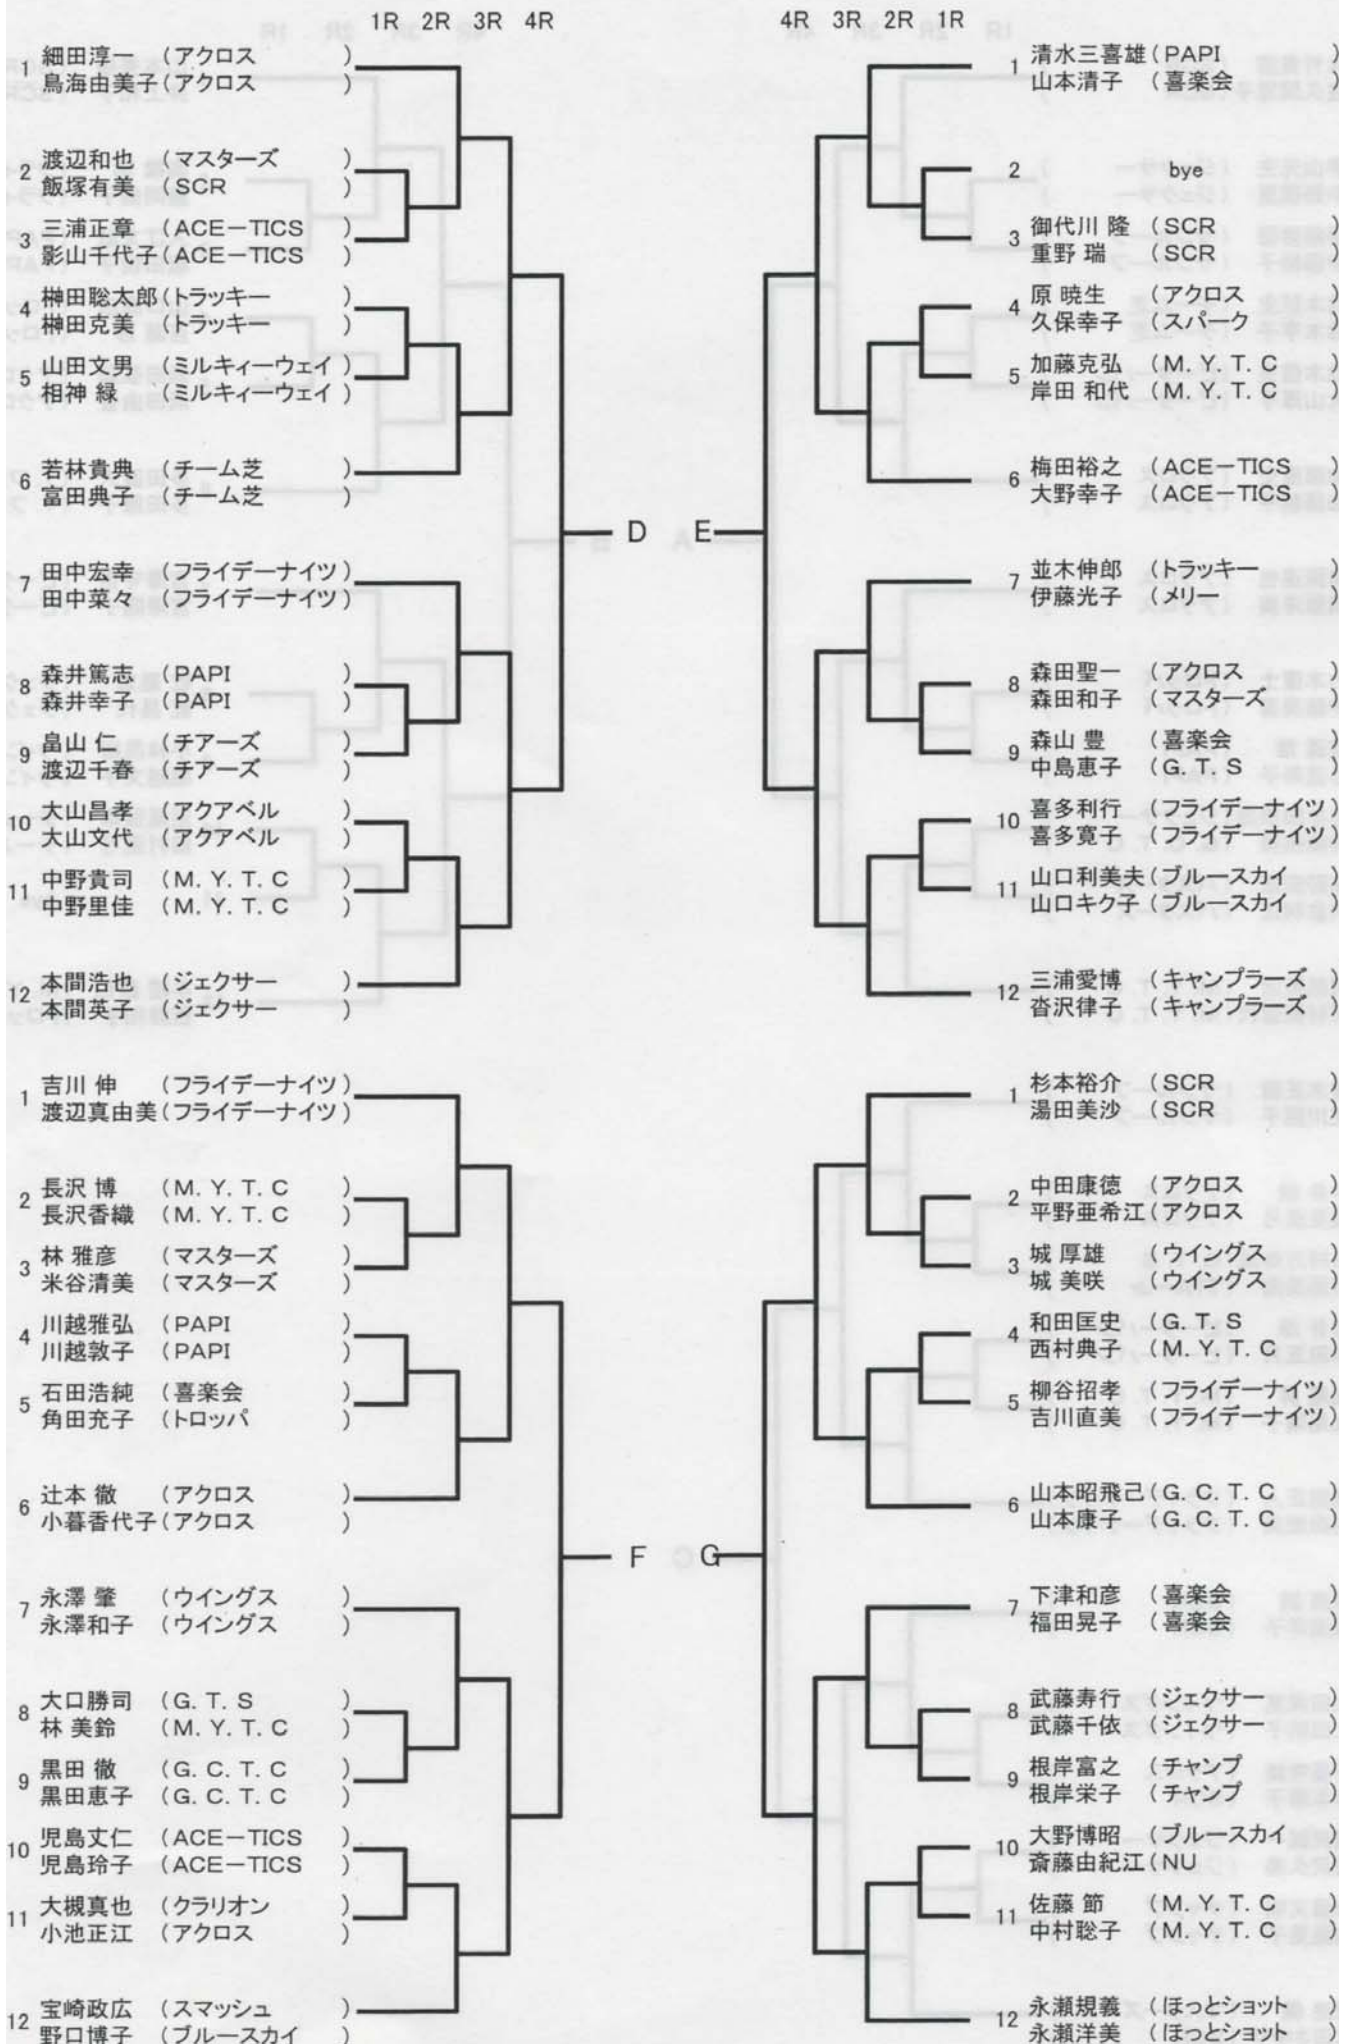 1R 2R 3R 4R
1 細田淳一 (アクロス )
鳥海由美子(アクロス )
2 渡辺和也 (マスターズ )
飯塚有美 (SCR )
3 三浦正章 (ACE-TICS )
影山千代子(ACE-TICS )
4 榊田聡太郎(トラッキー )
榊田克美 (トラッキー )
5 山田文男 (ミルキィーウェイ )
相神 緑 (ミルキィーウェイ )
6 若林貴典 (チーム芝 )
富田典子 (チーム芝 )
7 田中宏幸 (フライデーナイツ )
田中菜々 (フライデーナイツ )
8 森井篤志 (PAPI )
森井幸子 (PAPI )
9 畠山 仁 (チアーズ )
渡辺千春 (チアーズ )
10 大山昌孝 (アクアベル )
大山文代 (アクアベル )
11 中野貴司 (M. Y. T. C )
中野里佳 (M. Y. T. C )
12 本間浩也 (ジェクサー )
本間英子 (ジェクサー )
D
4R 3R 2R 1R
1 清水三喜雄(PAPI )
山本清子 (喜楽会 )
2 bye
3 御代川 隆 (SCR )
重野 瑞 (SCR )
4 原 暁生 (アクロス )
久保幸子 (スパーク )
5 加藤克弘 (M. Y. T. C )
岸田 和代 (M. Y. T. C )
6 梅田裕之 (ACE-TICS )
大野幸子 (ACE-TICS )
7 並木伸郎 (トラッキー )
伊藤光子 (メリー )
8 森田聖一 (アクロス )
森田和子 (マスターズ )
9 森山 豊 (喜楽会 )
中島恵子 (G. T. S )
10 喜多利行 (フライデーナイツ )
喜多寛子 (フライデーナイツ )
11 山口利美夫(ブルースカイ )
山口キク子(ブルースカイ )
12 三浦愛博 (キャンプラーズ )
沓沢律子 (キャンプラーズ )
E
1 吉川 伸 (フライデーナイツ )
渡辺真由美(フライデーナイツ )
2 長沢 博 (M. Y. T. C )
長沢香織 (M. Y. T. C )
3 林 雅彦 (マスターズ )
米谷清美 (マスターズ )
4 川越雅弘 (PAPI )
川越敦子 (PAPI )
5 石田浩純 (喜楽会 )
角田充子 (トロッパ )
6 辻本 徹 (アクロス )
小暮香代子(アクロス )
7 永澤 肇 (ウイングス )
永澤和子 (ウイングス )
8 大口勝司 (G. T. S )
林 美鈴 (M. Y. T. C )
9 黒田 徹 (G. C. T. C )
黒田恵子 (G. C. T. C )
10 児島丈仁 (ACE-TICS )
児島玲子 (ACE-TICS )
11 大槻真也 (クラリオン )
小池正江 (アクロス )
12 宝崎政広 (スマッシュ )
野口博子 (ブルースカイ )
F
1 杉本裕介 (SCR )
湯田美沙 (SCR )
2 中田康徳 (アクロス )
平野亜希江(アクロス )
3 城 厚雄 (ウイングス )
城 美咲 (ウイングス )
4 和田匡史 (G. T. S )
西村典子 (M. Y. T. C )
5 柳谷招孝 (フライデーナイツ )
吉川直美 (フライデーナイツ )
6 山本昭飛己(G. C. T. C )
山本康子 (G. C. T. C )
7 下津和彦 (喜楽会 )
福田晃子 (喜楽会 )
8 武藤寿行 (ジェクサー )
武藤千依 (ジェクサー )
9 根岸富之 (チャンプ )
根岸栄子 (チャンプ )
10 大野博昭 (ブルースカイ )
斎藤由紀江(NU )
11 佐藤 節 (M. Y. T. C )
中村聡子 (M. Y. T. C )
12 永瀬規義 (ほっとショット )
永瀬洋美 (ほっとショット )
G